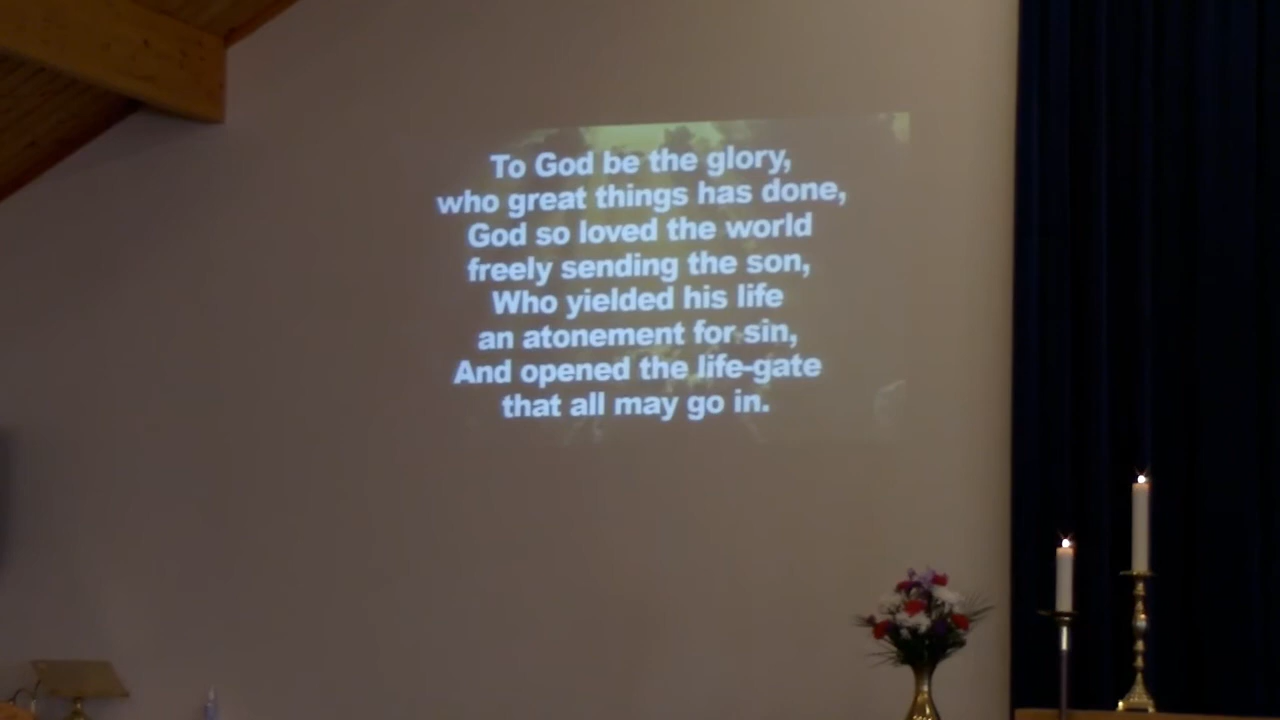 To God be the glory,
who great things has done,
God so loved the world
freely sending the son,
Who yielded his life
an atonement for sin,
And opened the life-gate
that all may go in.